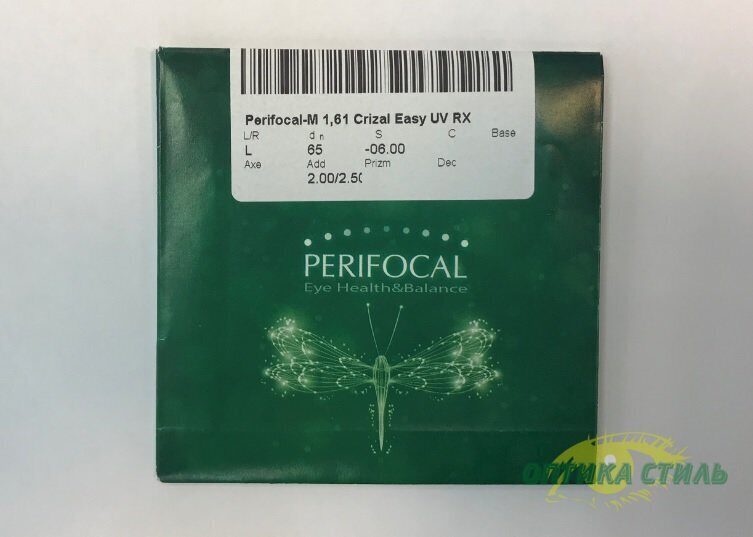 Perifocal-M 1,61 Crizal Easy UV RX
L/R d n S C Base
L 65 -06.00
Axe Add Prizm Dec
2.00/2.50
PERIFOCAL
Eye Health&Balance
ОПТИКА СТИЛЬ